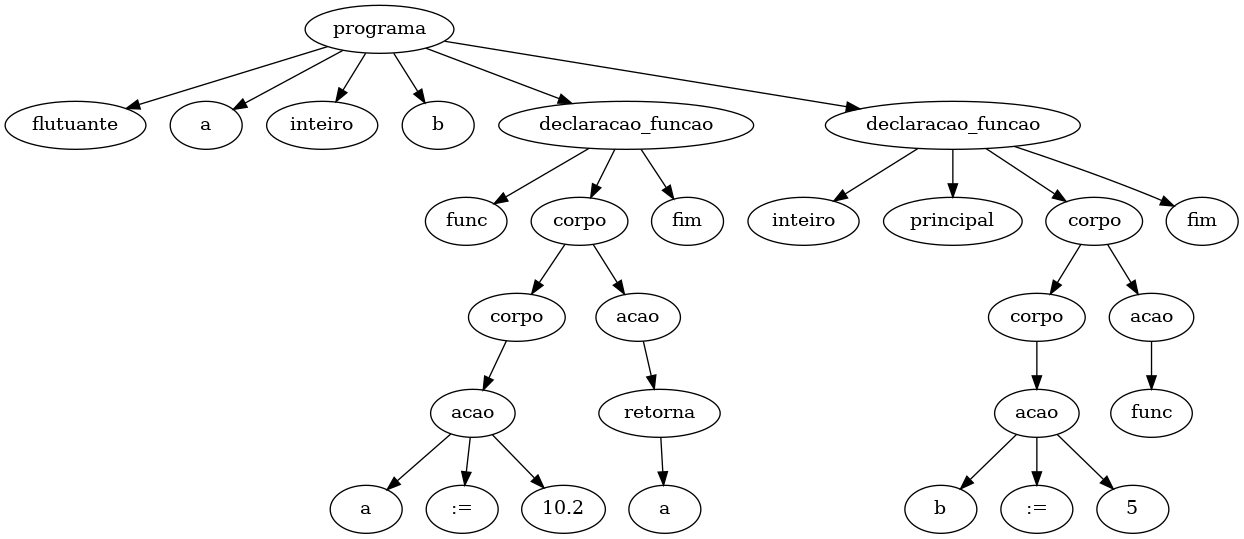 programa
flutuante a inteiro b declaracao_funcao declaracao_funcao
func corpo fim inteiro principal corpo fim
corpo acao corpo acao
acao retorna acao func
a := 10.2 a b := 5